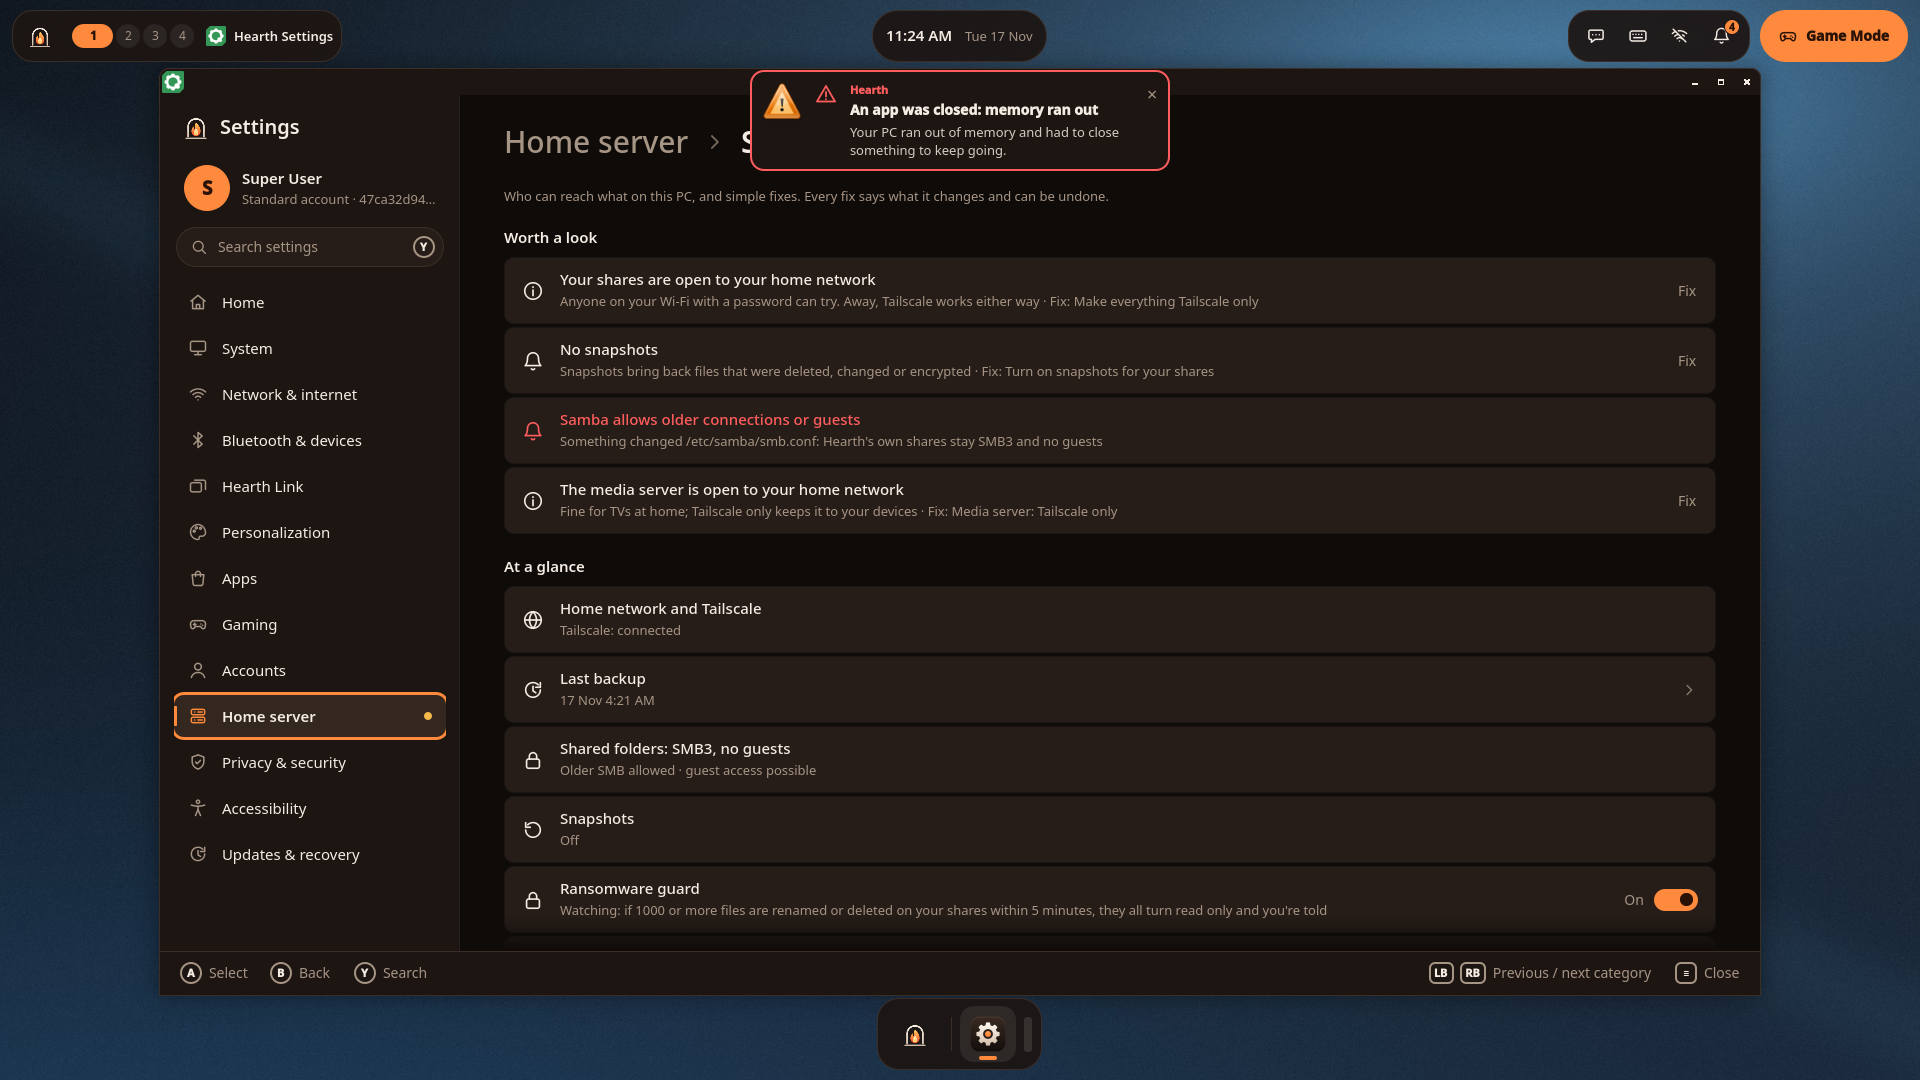 1 2 3 4 Hearth Settings
11:24 AM Tue 17 Nov
4
Game Mode
Hearth
An app was closed: memory ran out
Your PC ran out of memory and had to close
something to keep going.
Settings
S
Super User
Standard account · 47ca32d94...
Search settings Y
Home
System
Network & internet
Bluetooth & devices
Hearth Link
Personalization
Apps
Gaming
Accounts
Home server
Privacy & security
Accessibility
Updates & recovery
Home server
Who can reach what on this PC, and simple fixes. Every fix says what it changes and can be undone.
Worth a look
Your shares are open to your home network
Anyone on your Wi-Fi with a password can try. Away, Tailscale works either way · Fix: Make everything Tailscale only
Fix
No snapshots
Snapshots bring back files that were deleted, changed or encrypted · Fix: Turn on snapshots for your shares
Fix
Samba allows older connections or guests
Something changed /etc/samba/smb.conf: Hearth's own shares stay SMB3 and no guests
The media server is open to your home network
Fine for TVs at home; Tailscale only keeps it to your devices · Fix: Media server: Tailscale only
Fix
At a glance
Home network and Tailscale
Tailscale: connected
Last backup
17 Nov 4:21 AM
Shared folders: SMB3, no guests
Older SMB allowed · guest access possible
Snapshots
Off
Ransomware guard
Watching: if 1000 or more files are renamed or deleted on your shares within 5 minutes, they all turn read only and you're told
On
A Select B Back Y Search
LB RB Previous / next category Close